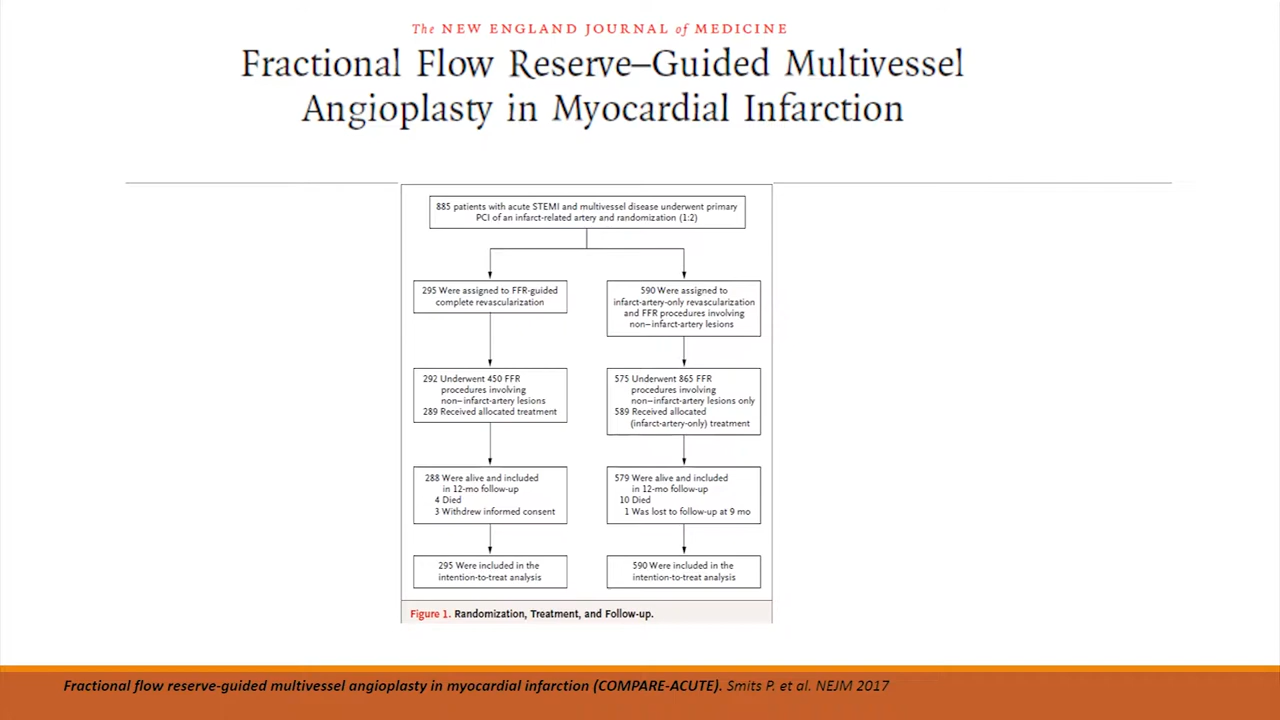 The NEW ENGLAND JOURNAL of MEDICINE
Fractional Flow Reserve–Guided Multivessel
Angioplasty in Myocardial Infarction
885 patients with acute STEMI and multivessel disease underwent primary
PCI of an infarct-related artery and randomization (1:2)
295 Were assigned to FFR-guided
complete revascularization
590 Were assigned to
infarct-artery-only revascularization
and FFR procedures involving
non–infarct-artery lesions
292 Underwent 450 FFR
procedures involving
non–infarct-artery lesions
289 Received allocated treatment
575 Underwent 865 FFR
procedures involving
non–infarct-artery lesions only
589 Received allocated
(infarct-artery-only) treatment
288 Were alive and included
in 12-mo follow-up
4 Died
3 Withdrew informed consent
579 Were alive and included
in 12-mo follow-up
10 Died
1 Was lost to follow-up at 9 mo
295 Were included in the
intention-to-treat analysis
590 Were included in the
intention-to-treat analysis
Figure 1. Randomization, Treatment, and Follow-up.
Fractional flow reserve-guided multivessel angioplasty in myocardial infarction (COMPARE-ACUTE). Smits P. et al. NEJM 2017